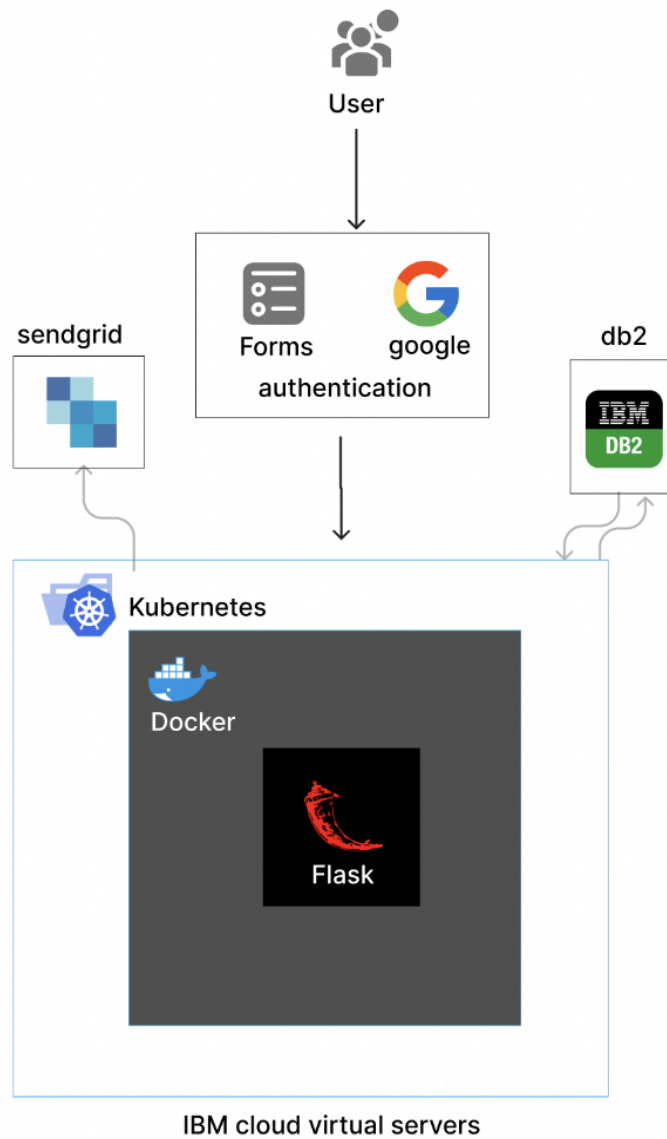 User
Forms
google
authentication
sendgrid
db2
IBM
DB2
Kubernetes
Docker
Flask
IBM cloud virtual servers